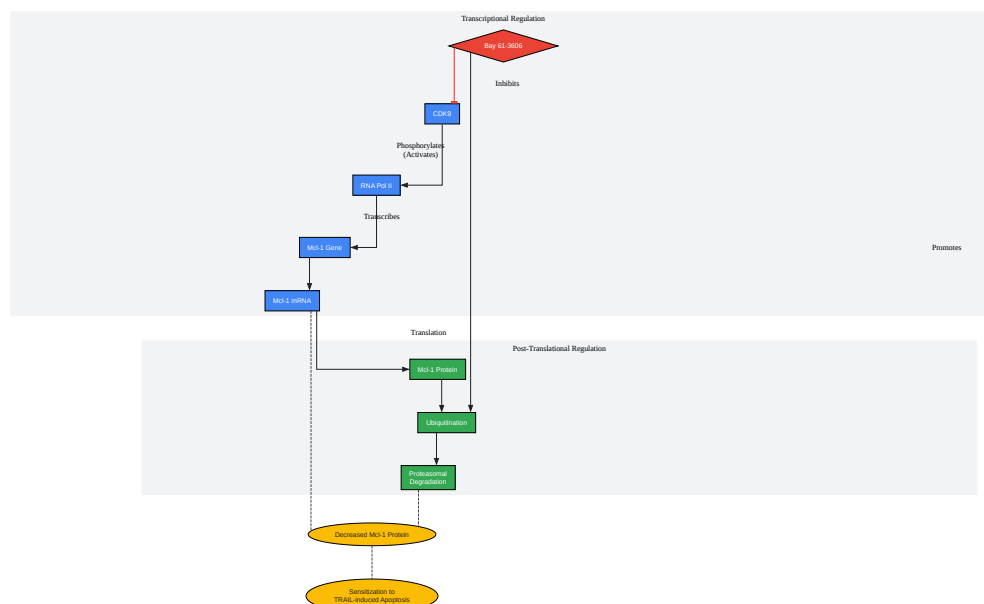 Transcriptional Regulation
Bay 61-3606
Inhibits
CDK9
Phosphorylates
(Activates)
RNA Pol II
Transcribes
Mcl-1 Gene
Promotes
Mcl-1 mRNA
Translation
Post-Translational Regulation
Mcl-1 Protein
Ubiquitination
Proteasomal
Degradation
Decreased Mcl-1 Protein
Sensitization to
TRAIL-induced Apoptosis